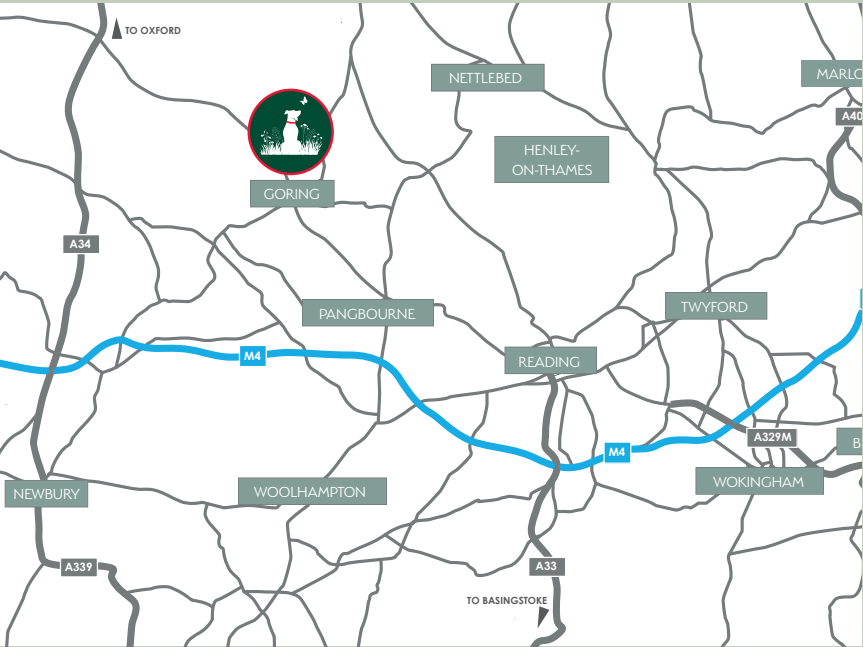 TO OXFORD
NETTLEBED
A40
HENLEY-
ON-THAMES
GORING
A34
PANGBOURNE
TWYFORD
M4
READING
A329M
M4
WOKINGHAM
NEWBURY
WOOLHAMPTON
A339
A33
TO BASINGSTOKE